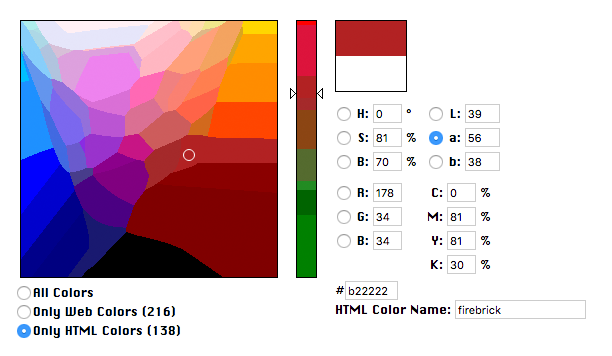 H: 0 ° L: 39
S: 81 % a: 56
B: 70 % b: 38
R: 178 C: 0 %
G: 34 M: 81 %
B: 34 Y: 81 %
K: 30 %
# b22222
All Colors
HTML Color Name: firebrick
Only Web Colors (216)
Only HTML Colors (138)